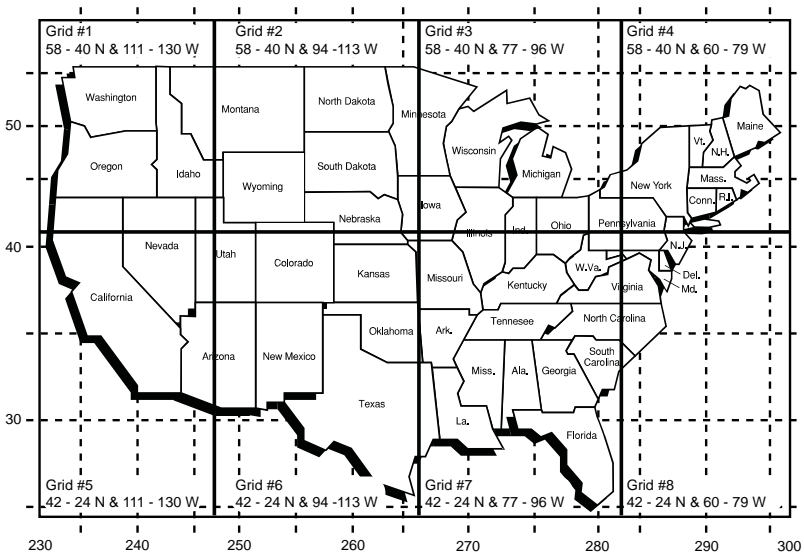 Grid #1
58 - 40 N & 111 - 130 W
Grid #2
58 - 40 N & 94 -113 W
Grid #3
58 - 40 N & 77 - 96 W
Grid #4
58 - 40 N & 60 - 79 W
Washington
Montana
North Dakota
Minnesota
Maine
50
Wisconsin
Vt.
N.H.
Oregon
Idaho
South Dakota
Michigan
Mass.
Wyoming
New York
Conn.
R.I.
Iowa
Nebraska
Illinois
Ind.
Ohio
Pennsylvania
40
Nevada
Utah
N.J.
Colorado
Kansas
Missouri
W.Va.
Del.
California
Kentucky
Virginia
Md.
Oklahoma
Ark.
Tennesee
North Carolina
Arizona
New Mexico
South
Carolina
Miss.
Ala.
Georgia
Texas
30
La.
Florida
Grid #5
42 - 24 N & 111 - 130 W
Grid #6
42 - 24 N & 94 -113 W
Grid #7
42 - 24 N & 77 - 96 W
Grid #8
42 - 24 N & 60 - 79 W
230
240
250
260
270
280
290
300